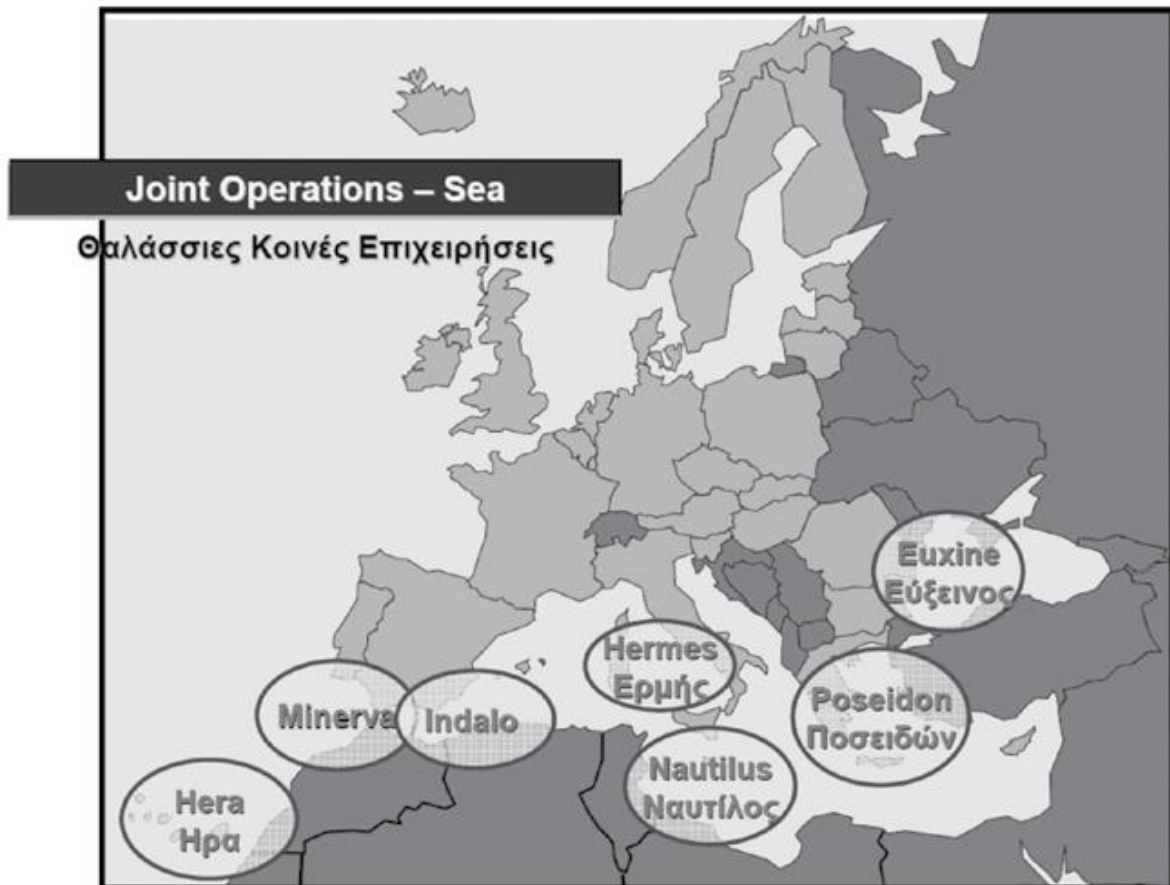 Joint Operations – Sea
Θαλάσσιες Κοινές Επιχειρήσεις
Euxine
Εύξεινος
Hermes
Ερμής
Poseidon
Ποσειδών
Minerva
Indalo
Nautilus
Ναυτίλος
Hera
Ηρα